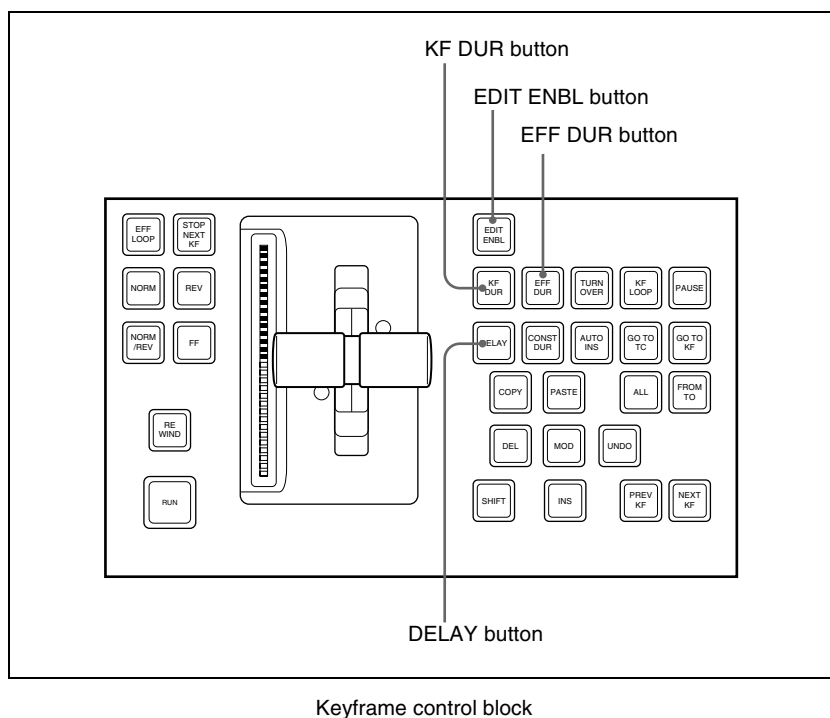 KF DUR button
EDIT ENBL button
EFF DUR button
EFF
LOOP
STOP
NEXT
KF
NORM
REV
NORM
/REV
FF
RE
WIND
RUN
EDIT
ENBL
KF
DUR
EFF
DUR
TURN
OVER
KF
LOOP
PAUSE
DELAY
CONST
DUR
AUTO
INS
GO TO
TC
GO TO
KF
COPY
PASTE
ALL
FROM
TO
DEL
MOD
UNDO
SHIFT
INS
PREV
KF
NEXT
KF
DELAY button
Keyframe control block